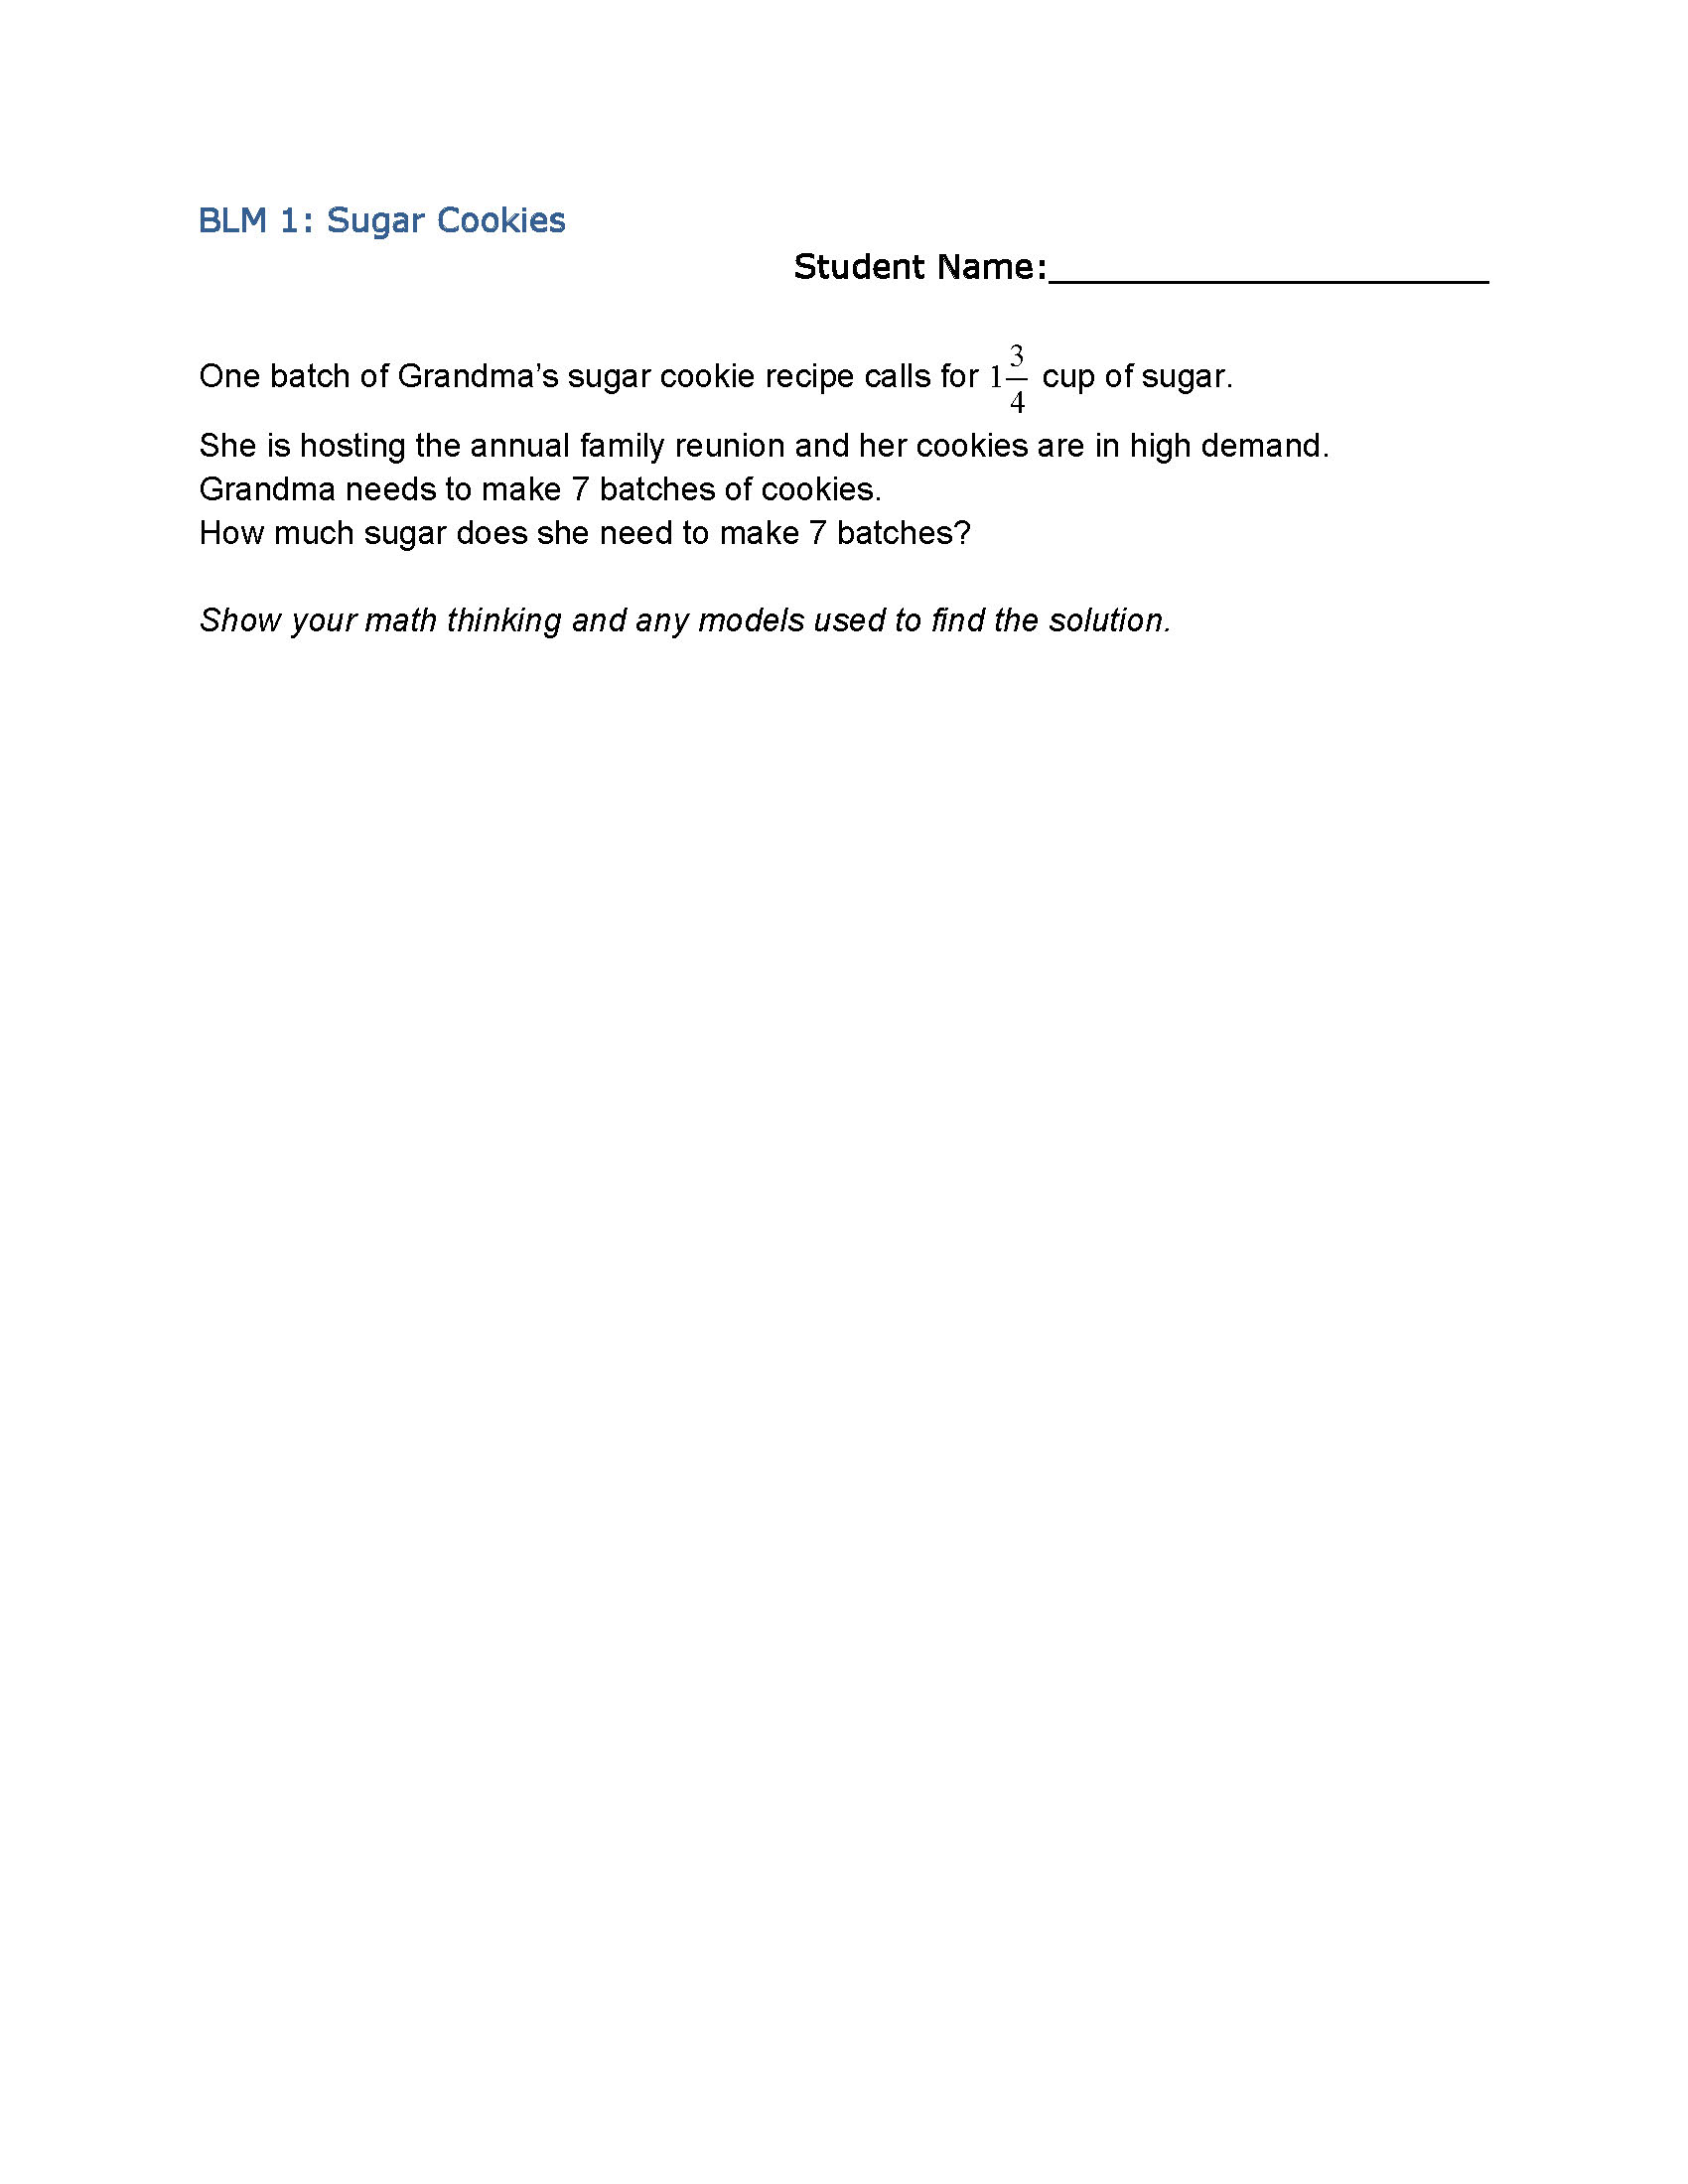 BLM 1: Sugar Cookies
Student Name:_______________________
One batch of Grandma’s sugar cookie recipe calls for 1 3/4 cup of sugar.
She is hosting the annual family reunion and her cookies are in high demand.
Grandma needs to make 7 batches of cookies.
How much sugar does she need to make 7 batches?
Show your math thinking and any models used to find the solution.